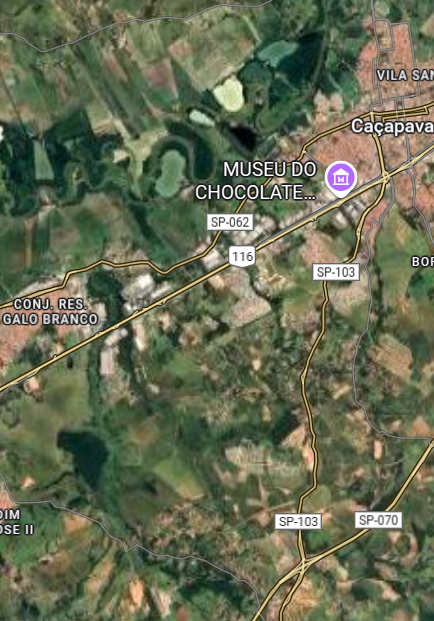 VILA SAN
Caçapava
MUSEU DO
CHOCOLATE...
SP-062
116
SP-103
BOR
CONJ. RES.
GALO BRANCO
DIM
OSE II
SP-103
SP-070